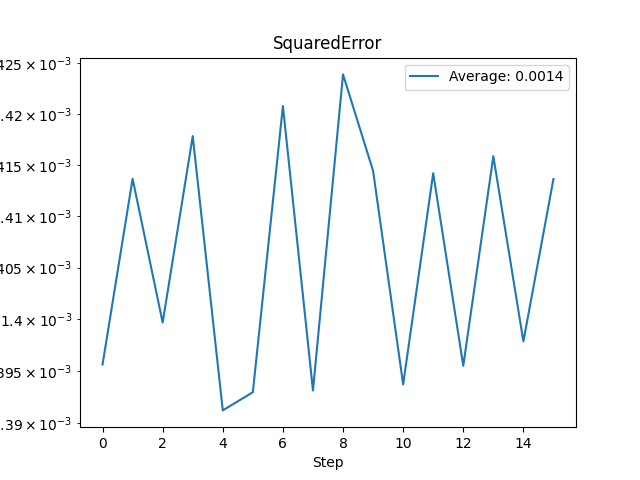 SquaredError
425 × 10⁻³
.42 × 10⁻³
415 × 10⁻³
.41 × 10⁻³
405 × 10⁻³
1.4 × 10⁻³
395 × 10⁻³
.39 × 10⁻³
Average: 0.0014
0 2 4 6 8 10 12 14
Step